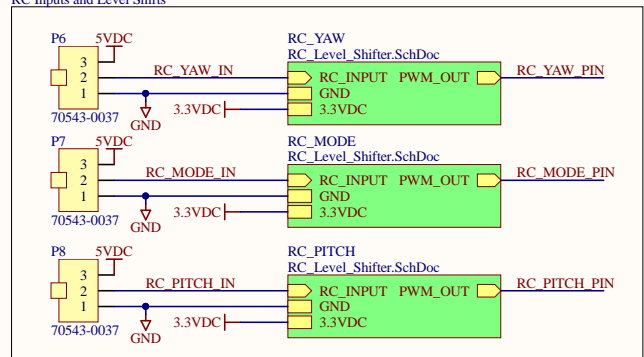 RC Inputs and Level Shifts
P6 5VDC RC_YAW
RC_Level_Shifter.SchDoc
3
2 RC_YAW_IN RC_INPUT PWM_OUT RC_YAW_PIN
1 GND
70543-0037 GND 3.3VDC 3.3VDC
P7 5VDC RC_MODE
RC_Level_Shifter.SchDoc
3
2 RC_MODE_IN RC_INPUT PWM_OUT RC_MODE_PIN
1 GND
70543-0037 GND 3.3VDC 3.3VDC
P8 5VDC RC_PITCH
RC_Level_Shifter.SchDoc
3
2 RC_PITCH_IN RC_INPUT PWM_OUT RC_PITCH_PIN
1 GND
70543-0037 GND 3.3VDC 3.3VDC